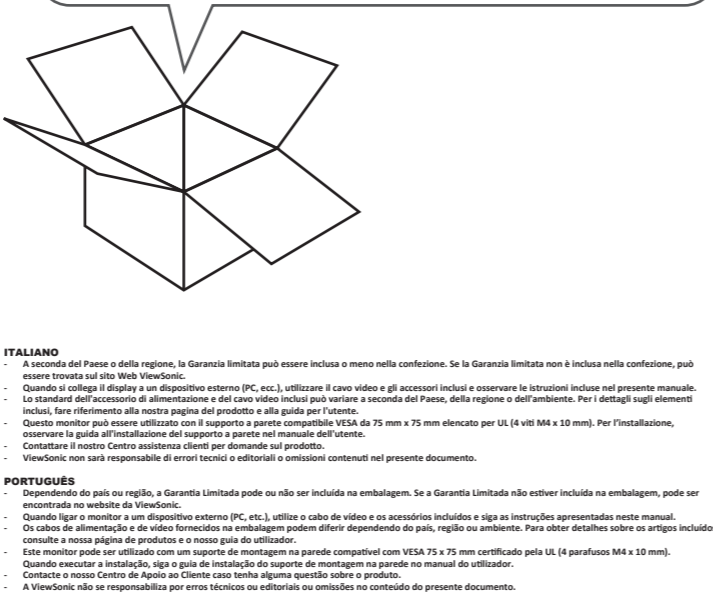 ITALIANO
- A seconda del Paese o della regione, la Garanzia limitata può essere inclusa o meno nella confezione. Se la Garanzia limitata non è inclusa nella confezione, può
essere trovata sul sito Web ViewSonic.
- Quando si collega il display a un dispositivo esterno (PC, ecc.), utilizzare il cavo video e gli accessori inclusi e osservare le istruzioni incluse nel presente manuale.
- Lo standard dell'accessorio di alimentazione e del cavo video inclusi può variare a seconda del Paese, della regione o dell'ambiente. Per i dettagli sugli elementi
inclusi, fare riferimento alla nostra pagina del prodotto e alla guida per l'utente.
- Questo monitor può essere utilizzato con il supporto a parete compatibile VESA da 75 mm x 75 mm elencato per UL (4 viti M4 x 10 mm). Per l'installazione,
osservare la guida all'installazione del supporto a parete nel manuale dell'utente.
- Contattare il nostro Centro assistenza clienti per domande sul prodotto.
- ViewSonic non sarà responsabile di errori tecnici o editoriali o omissioni contenuti nel presente documento.
PORTUGUÊS
- Dependendo do país ou região, a Garantia Limitada pode ou não ser incluída na embalagem. Se a Garantia Limitada não estiver incluída na embalagem, pode ser
encontrada no website da ViewSonic.
- Quando ligar o monitor a um dispositivo externo (PC, etc.), utilize o cabo de vídeo e os acessórios incluídos e siga as instruções apresentadas neste manual.
- Os cabos de alimentação e de vídeo fornecidos na embalagem podem diferir dependendo do país, região ou ambiente. Para obter detalhes sobre os artigos incluídos
consulte a nossa página de produtos e o nosso guia do utilizador.
- Este monitor pode ser utilizado com um suporte de montagem na parede compatível com VESA 75 x 75 mm certificado pela UL (4 parafusos M4 x 10 mm).
Quando executar a instalação, siga o guia de instalação do suporte de montagem na parede no manual do utilizador.
- Contacte o nosso Centro de Apoio ao Cliente caso tenha alguma questão sobre o produto.
- A ViewSonic não se responsabiliza por erros técnicos ou editoriais ou omissões no conteúdo do presente documento.